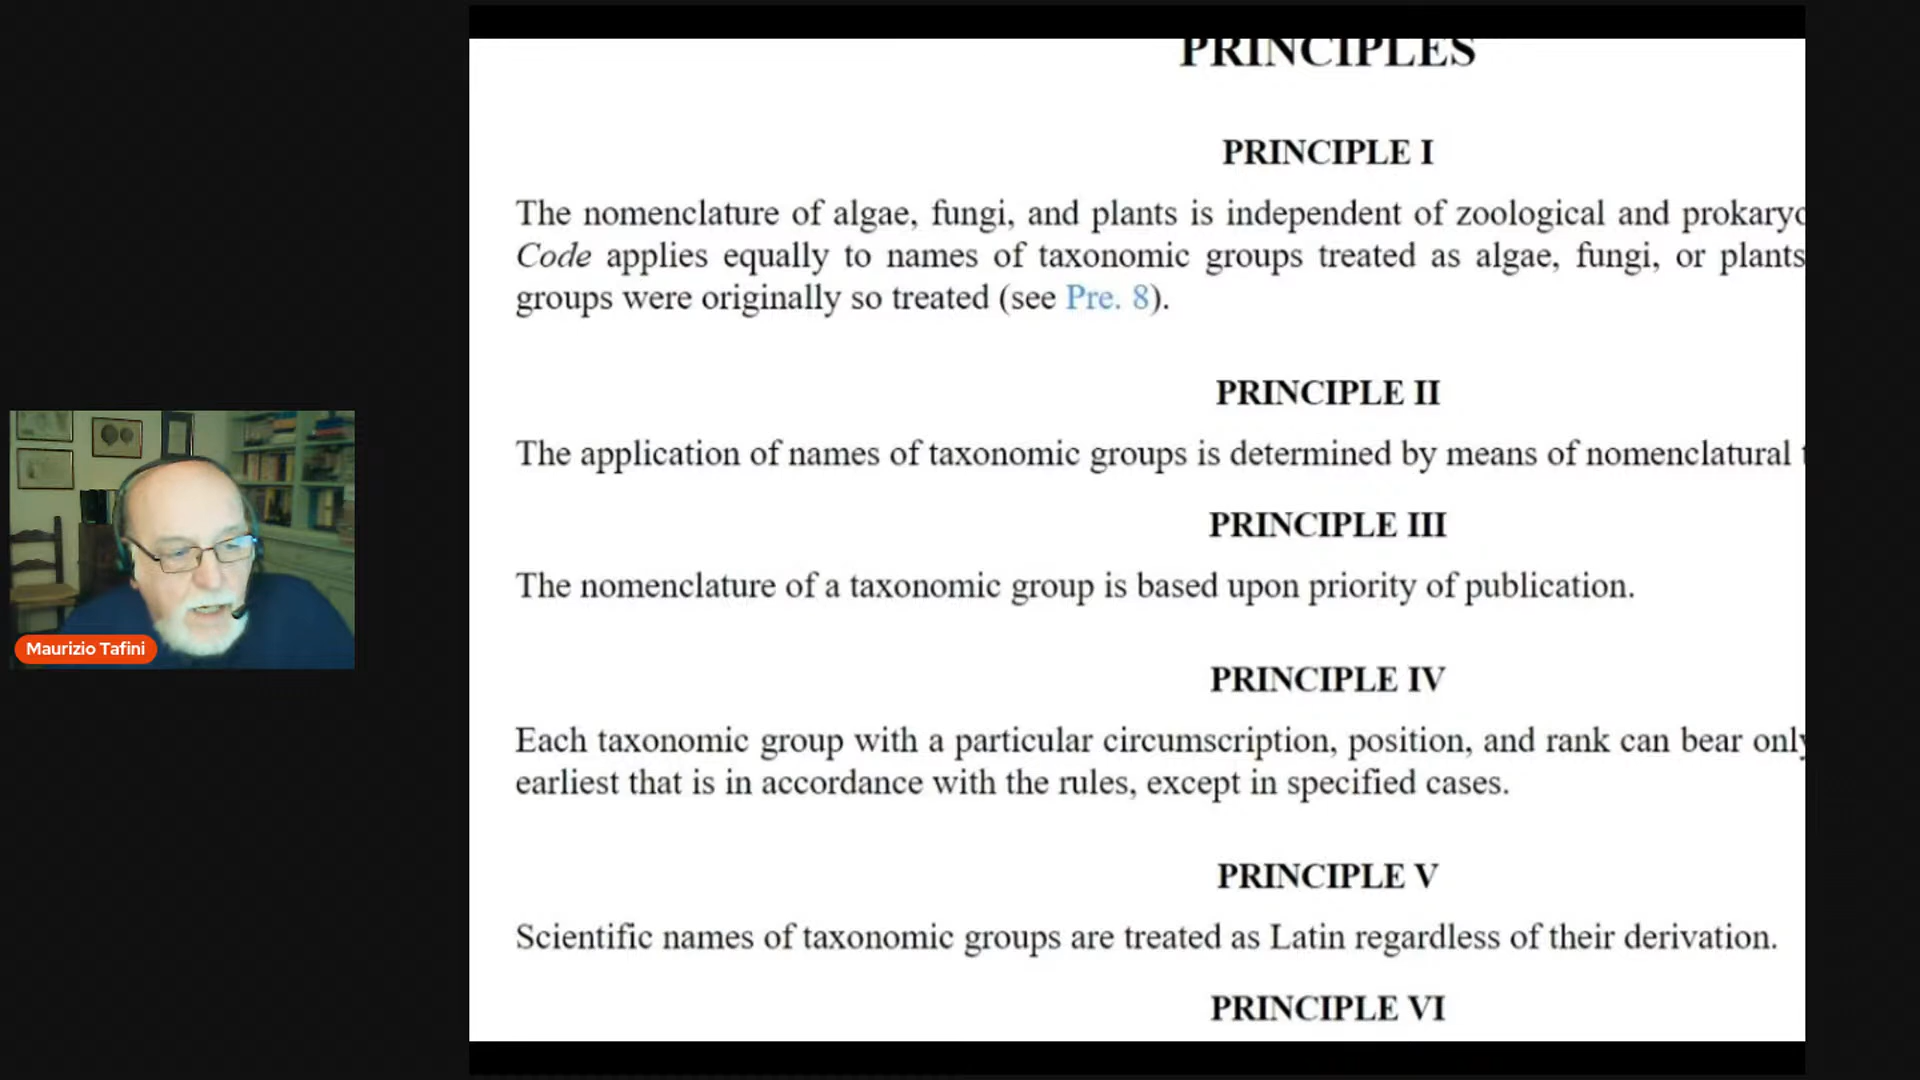 PRINCIPLES
PRINCIPLE I
The nomenclature of algae, fungi, and plants is independent of zoological and prokaryo
Code applies equally to names of taxonomic groups treated as algae, fungi, or plants
groups were originally so treated (see Pre. 8).
PRINCIPLE II
The application of names of taxonomic groups is determined by means of nomenclatural
PRINCIPLE III
The nomenclature of a taxonomic group is based upon priority of publication.
PRINCIPLE IV
Each taxonomic group with a particular circumscription, position, and rank can bear only
earliest that is in accordance with the rules, except in specified cases.
PRINCIPLE V
Scientific names of taxonomic groups are treated as Latin regardless of their derivation.
PRINCIPLE VI
Maurizio Tafini